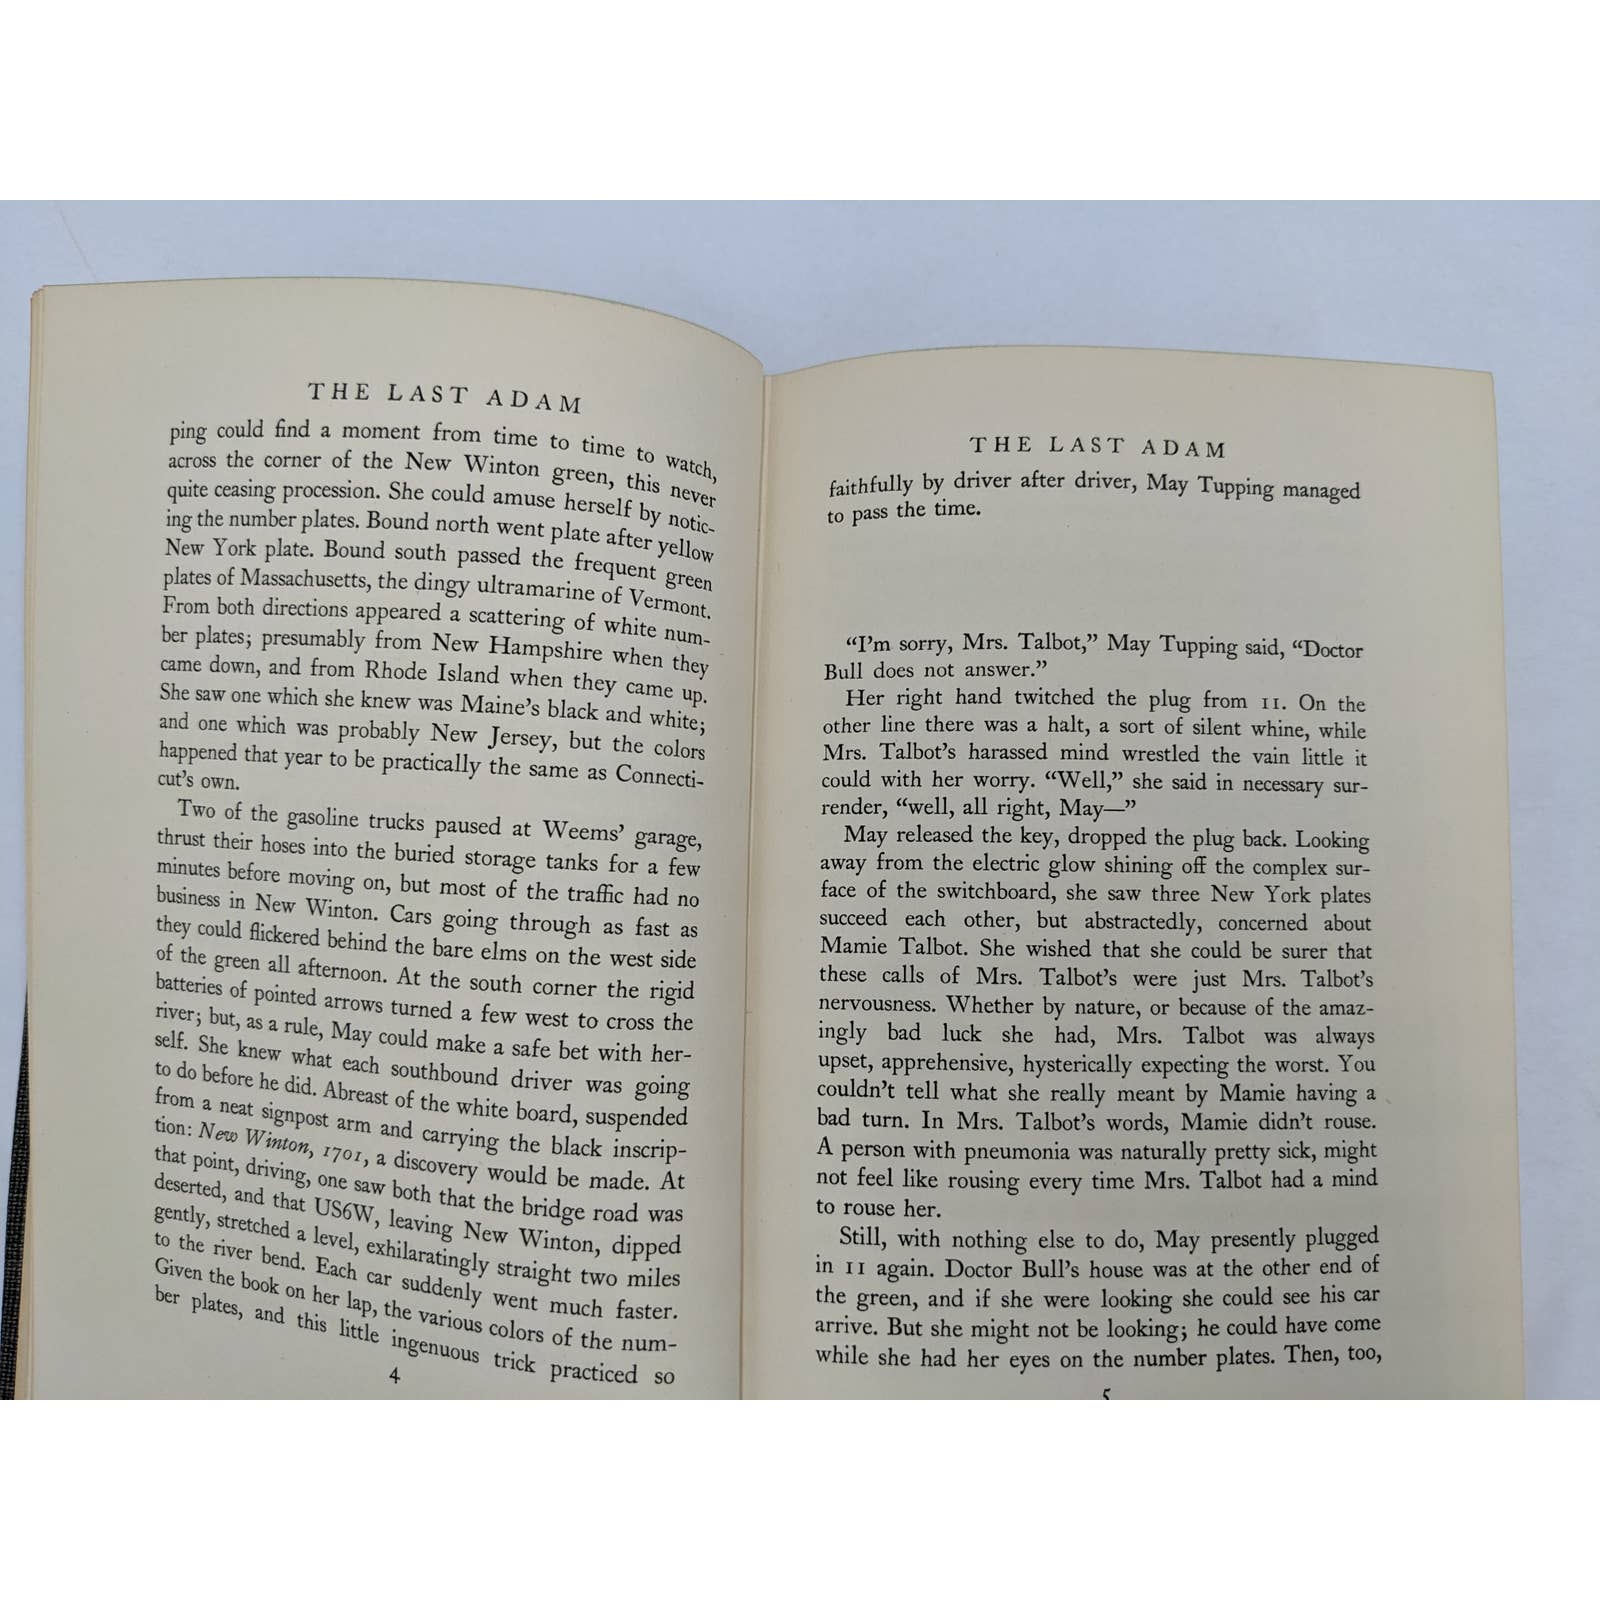 THE LAST ADAM
ping could find a moment from time to time to watch,
across the corner of the New Winton green, this never
quite ceasing procession. She could amuse herself by notic-
ing the number plates. Bound north went plate after yellow
New York plate. Bound south passed the frequent green
plates of Massachusetts, the dingy ultramarine of Vermont.
From both directions appeared a scattering of white num-
ber plates; presumably from New Hampshire when they
came down, and from Rhode Island when they came up.
She saw one which she knew was Maine's black and white;
and one which was probably New Jersey, but the colors
happened that year to be practically the same as Connecti-
cut's own.
Two of the gasoline trucks paused at Weems' garage,
thrust their hoses into the buried storage tanks for a few
minutes before moving on, but most of the traffic had no
business in New Winton. Cars going through as fast as
they could flickered behind the bare elms on the west side
of the green all afternoon. At the south corner the rigid
batteries of pointed arrows turned a few west to cross the
river; but, as a rule, May could make a safe bet with her-
self. She knew what each southbound driver was going
to do before he did. Abreast of the white board, suspended
from a neat signpost arm and carrying the black inscrip-
tion: New Winton, 1701, a discovery would be made. At
that point, driving, one saw both that the bridge road was
deserted, and that US6W, leaving New Winton, dipped
gently, stretched a level, exhilaratingly straight two miles
to the river bend. Each car suddenly went much faster.
Given the book on her lap, the various colors of the num-
ber plates, and this little ingenuous trick practiced so
4
THE LAST ADAM
faithfully by driver after driver, May Tupping managed
to pass the time.
“I'm sorry, Mrs. Talbot,” May Tupping said, “Doctor
Bull does not answer.”
Her right hand twitched the plug from 11. On the
other line there was a halt, a sort of silent whine, while
Mrs. Talbot's harassed mind wrestled the vain little it
could with her worry. “Well,” she said in necessary sur-
render, “well, all right, May—”
May released the key, dropped the plug back. Looking
away from the electric glow shining off the complex sur-
face of the switchboard, she saw three New York plates
succeed each other, but abstractedly, concerned about
Mamie Talbot. She wished that she could be surer that
these calls of Mrs. Talbot's were just Mrs. Talbot's
nervousness. Whether by nature, or because of the amaz-
ingly bad luck she had, Mrs. Talbot was always
upset, apprehensive, hysterically expecting the worst. You
couldn't tell what she really meant by Mamie having a
bad turn. In Mrs. Talbot's words, Mamie didn't rouse.
A person with pneumonia was naturally pretty sick, might
not feel like rousing every time Mrs. Talbot had a mind
to rouse her.
Still, with nothing else to do, May presently plugged
in 11 again. Doctor Bull's house was at the other end of
the green, and if she were looking she could see his car
arrive. But she might not be looking; he could have come
while she had her eyes on the number plates. Then, too,
5